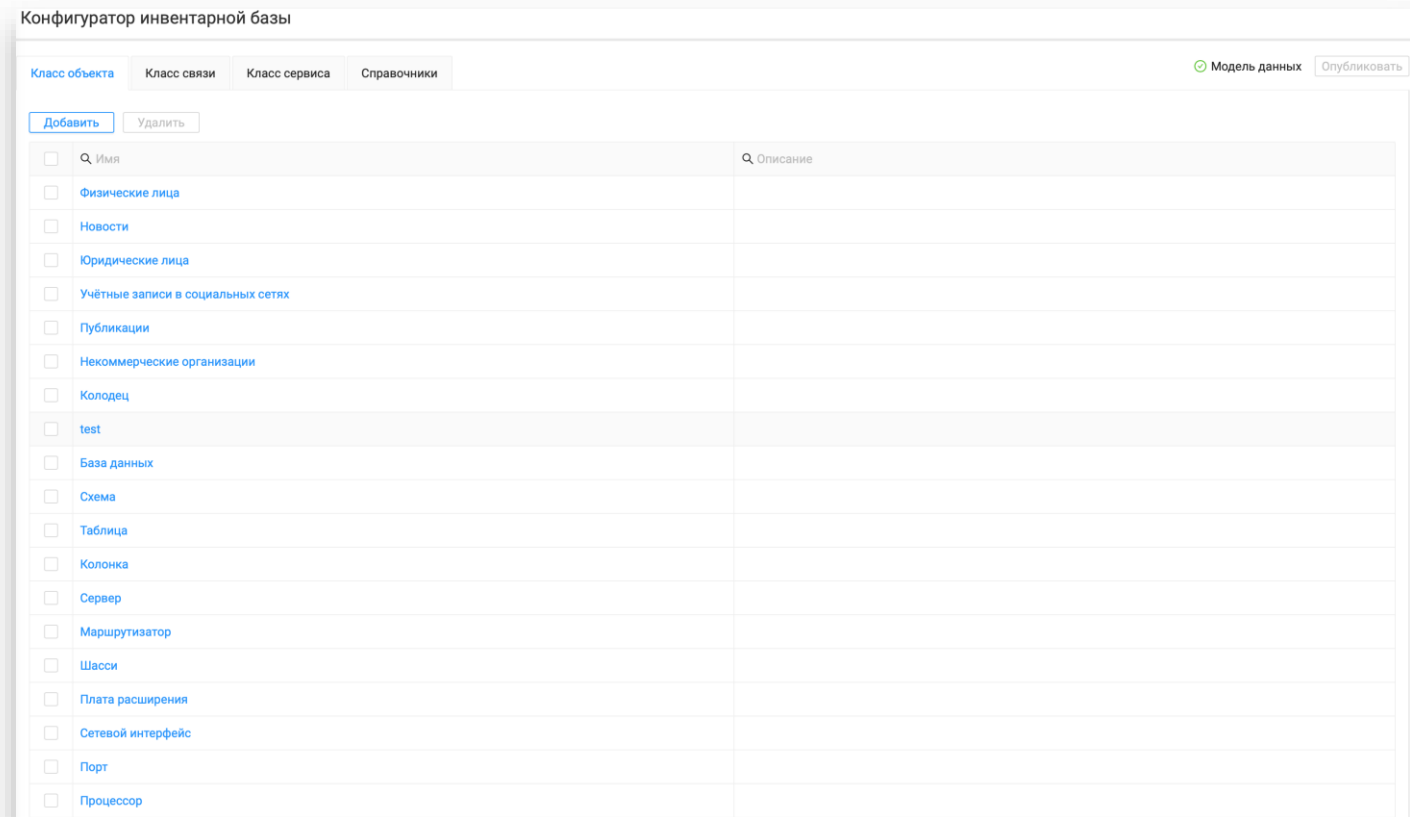 Конфигуратор инвентарной базы
Класс объекта Класс связи Класс сервиса Справочники Модель данных Опубликовать
Добавить Удалить
Имя Описание
Физические лица
Новости
Юридические лица
Учётные записи в социальных сетях
Публикации
Некоммерческие организации
Колодец
test
База данных
Схема
Таблица
Колонка
Сервер
Маршрутизатор
Шасси
Плата расширения
Сетевой интерфейс
Порт
Процессор